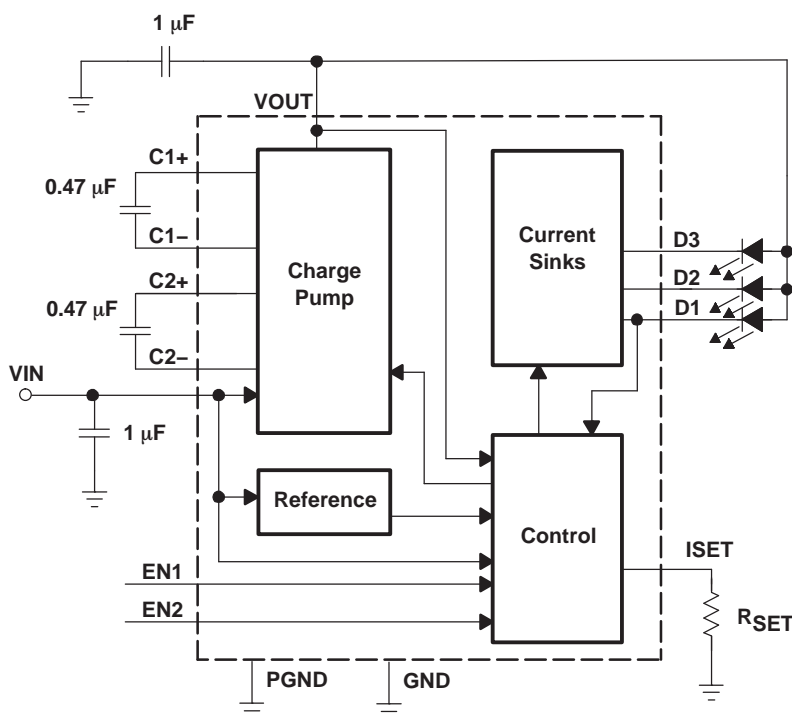 1 μF
VOUT
C1+
0.47 μF
C1−
C2+
0.47 μF
C2−
Charge
Pump
Current
Sinks
D3
D2
D1
VIN
1 μF
Reference
Control
ISET
RSET
EN1
EN2
PGND
GND